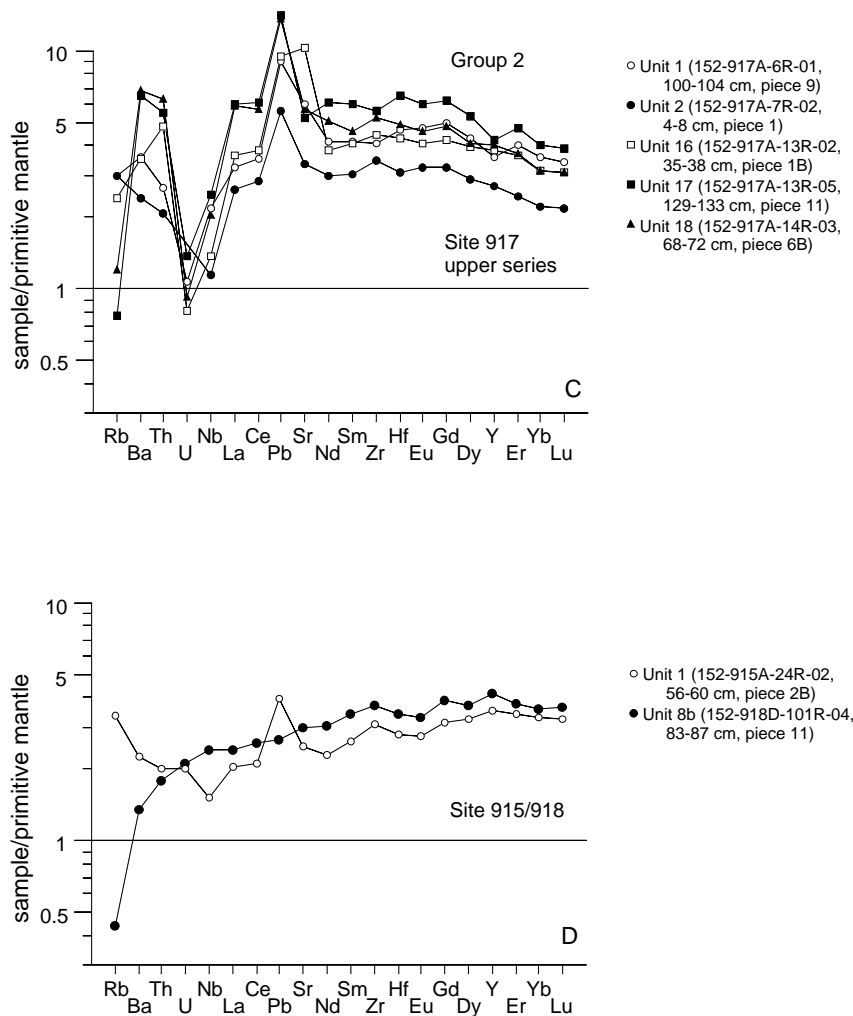 10
5
1
0.5
sample/primitive mantle
Group 2
Site 917
upper series
C
Rb Th Nb Ce Sr Sm Hf Gd Y Yb
Ba U La Pb Nd Zr Eu Dy Er Lu
Unit 1 (152-917A-6R-01,
100-104 cm, piece 9)
Unit 2 (152-917A-7R-02,
4-8 cm, piece 1)
Unit 16 (152-917A-13R-02,
35-38 cm, piece 1B)
Unit 17 (152-917A-13R-05,
129-133 cm, piece 11)
Unit 18 (152-917A-14R-03,
68-72 cm, piece 6B)
10
5
1
0.5
sample/primitive mantle
Site 915/918
D
Rb Th Nb Ce Sr Sm Hf Gd Y Yb
Ba U La Pb Nd Zr Eu Dy Er Lu
Unit 1 (152-915A-24R-02,
56-60 cm, piece 2B)
Unit 8b (152-918D-101R-04,
83-87 cm, piece 11)